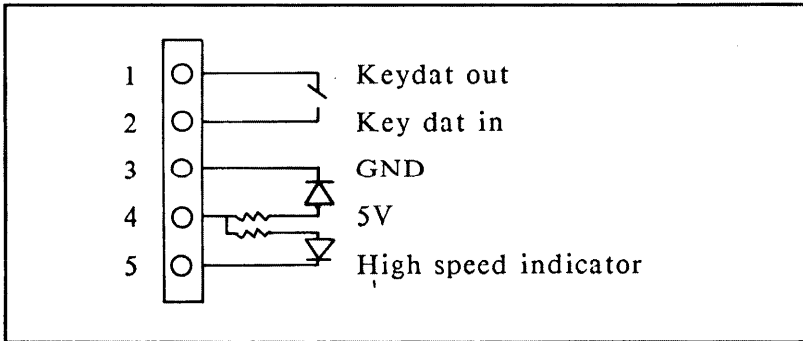 1 Keydat out
2 Key dat in
3 GND
4 5V
5 High speed indicator